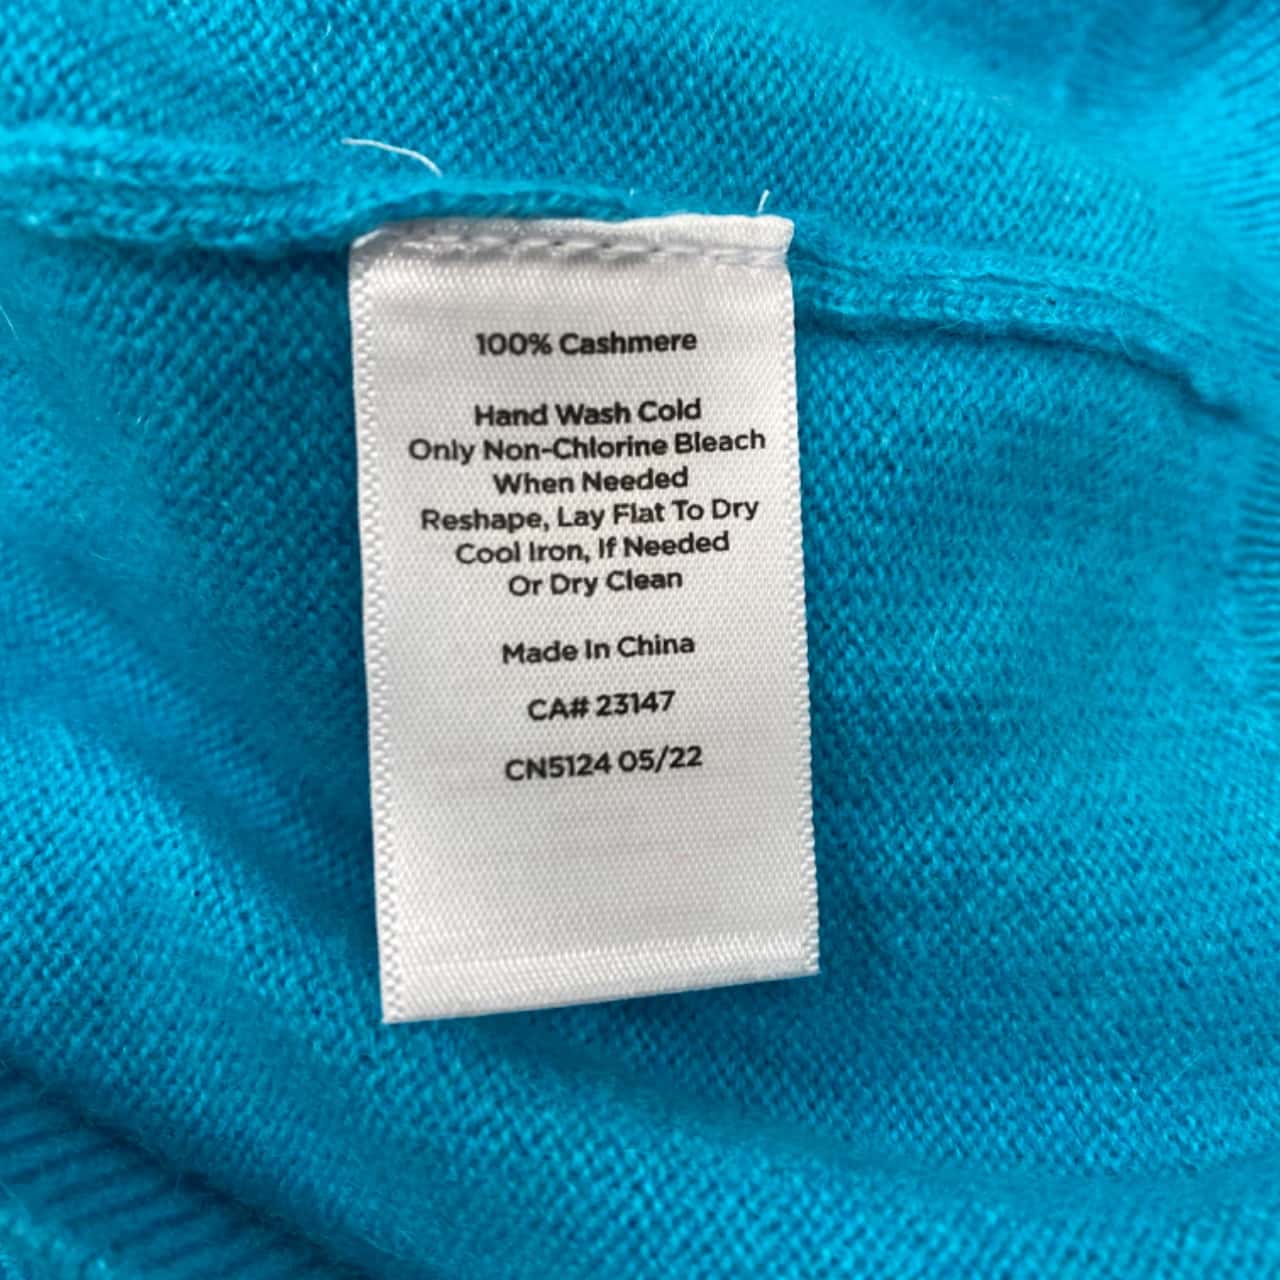 100% Cashmere
Hand Wash Cold
Only Non-Chlorine Bleach
When Needed
Reshape, Lay Flat To Dry
Cool Iron, If Needed
Or Dry Clean
Made In China
CA# 23147
CN5124 05/22